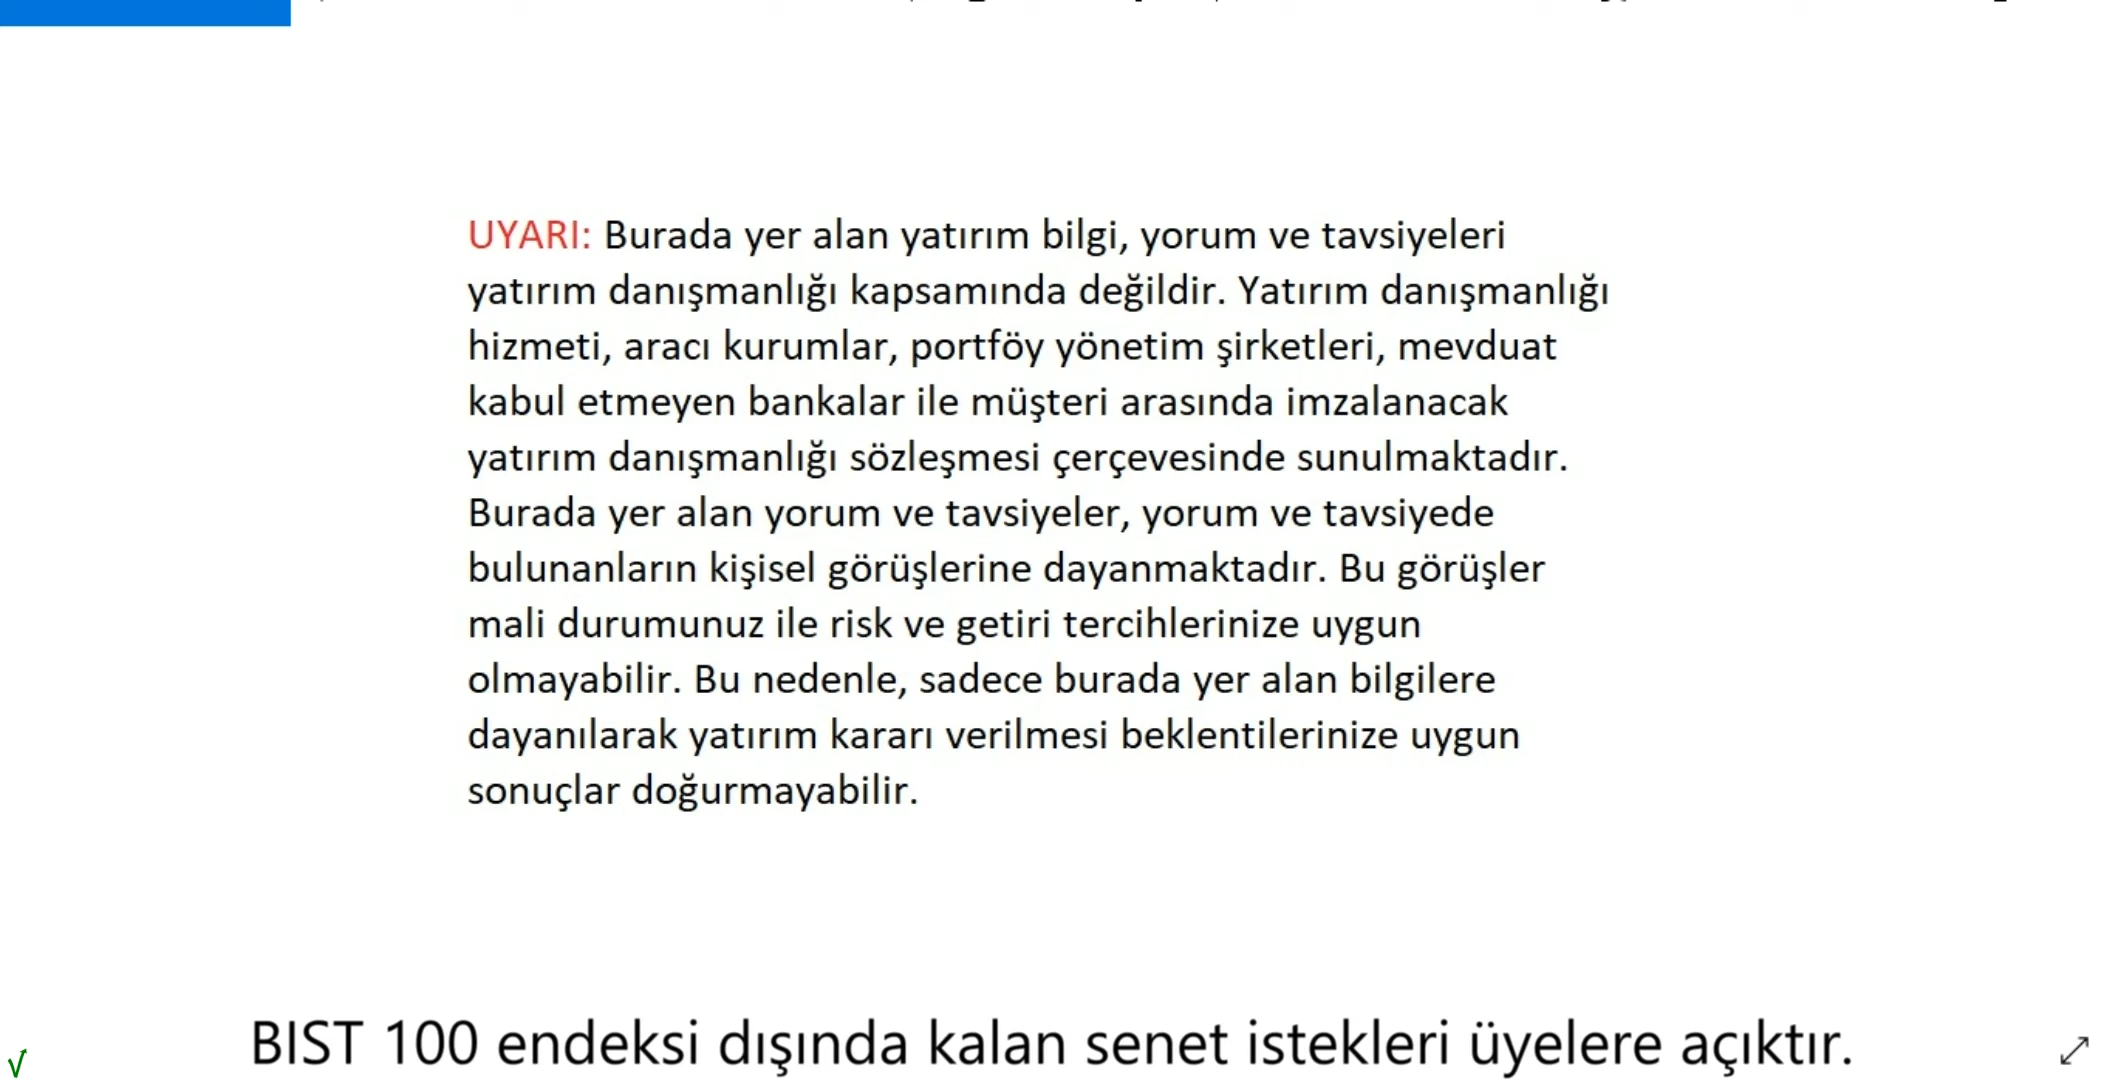 UYARI: Burada yer alan yatırım bilgi, yorum ve tavsiyeleri
yatırım danışmanlığı kapsamında değildir. Yatırım danışmanlığı
hizmeti, aracı kurumlar, portföy yönetim şirketleri, mevduat
kabul etmeyen bankalar ile müşteri arasında imzalanacak
yatırım danışmanlığı sözleşmesi çerçevesinde sunulmaktadır.
Burada yer alan yorum ve tavsiyeler, yorum ve tavsiyede
bulunanların kişisel görüşlerine dayanmaktadır. Bu görüşler
mali durumunuz ile risk ve getiri tercihlerinize uygun
olmayabilir. Bu nedenle, sadece burada yer alan bilgilere
dayanılarak yatırım kararı verilmesi beklentilerinize uygun
sonuçlar doğurmayabilir.
BIST 100 endeksi dışında kalan senet istekleri üyelere açıktır.